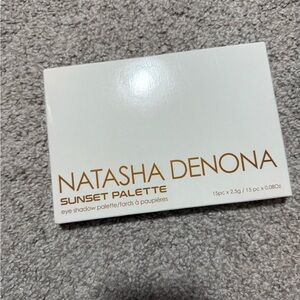 NATASHA DENONA
SUNSET PALETTE
eye shadow palette/fards à paupières
15pc x 2.5g / 15 pc x 0.08Oz